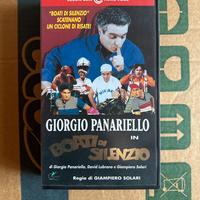 "BOATI DI SILENZIO"
SCATENANO
UN CICLONE DI RISATE!
GIORGIO PANARIELLO
IN
BOATI DI
SILENZIO
di Giorgio Panariello, David Lubrano e Giampiero Solari
Regia di GIAMPIERO SOLARI